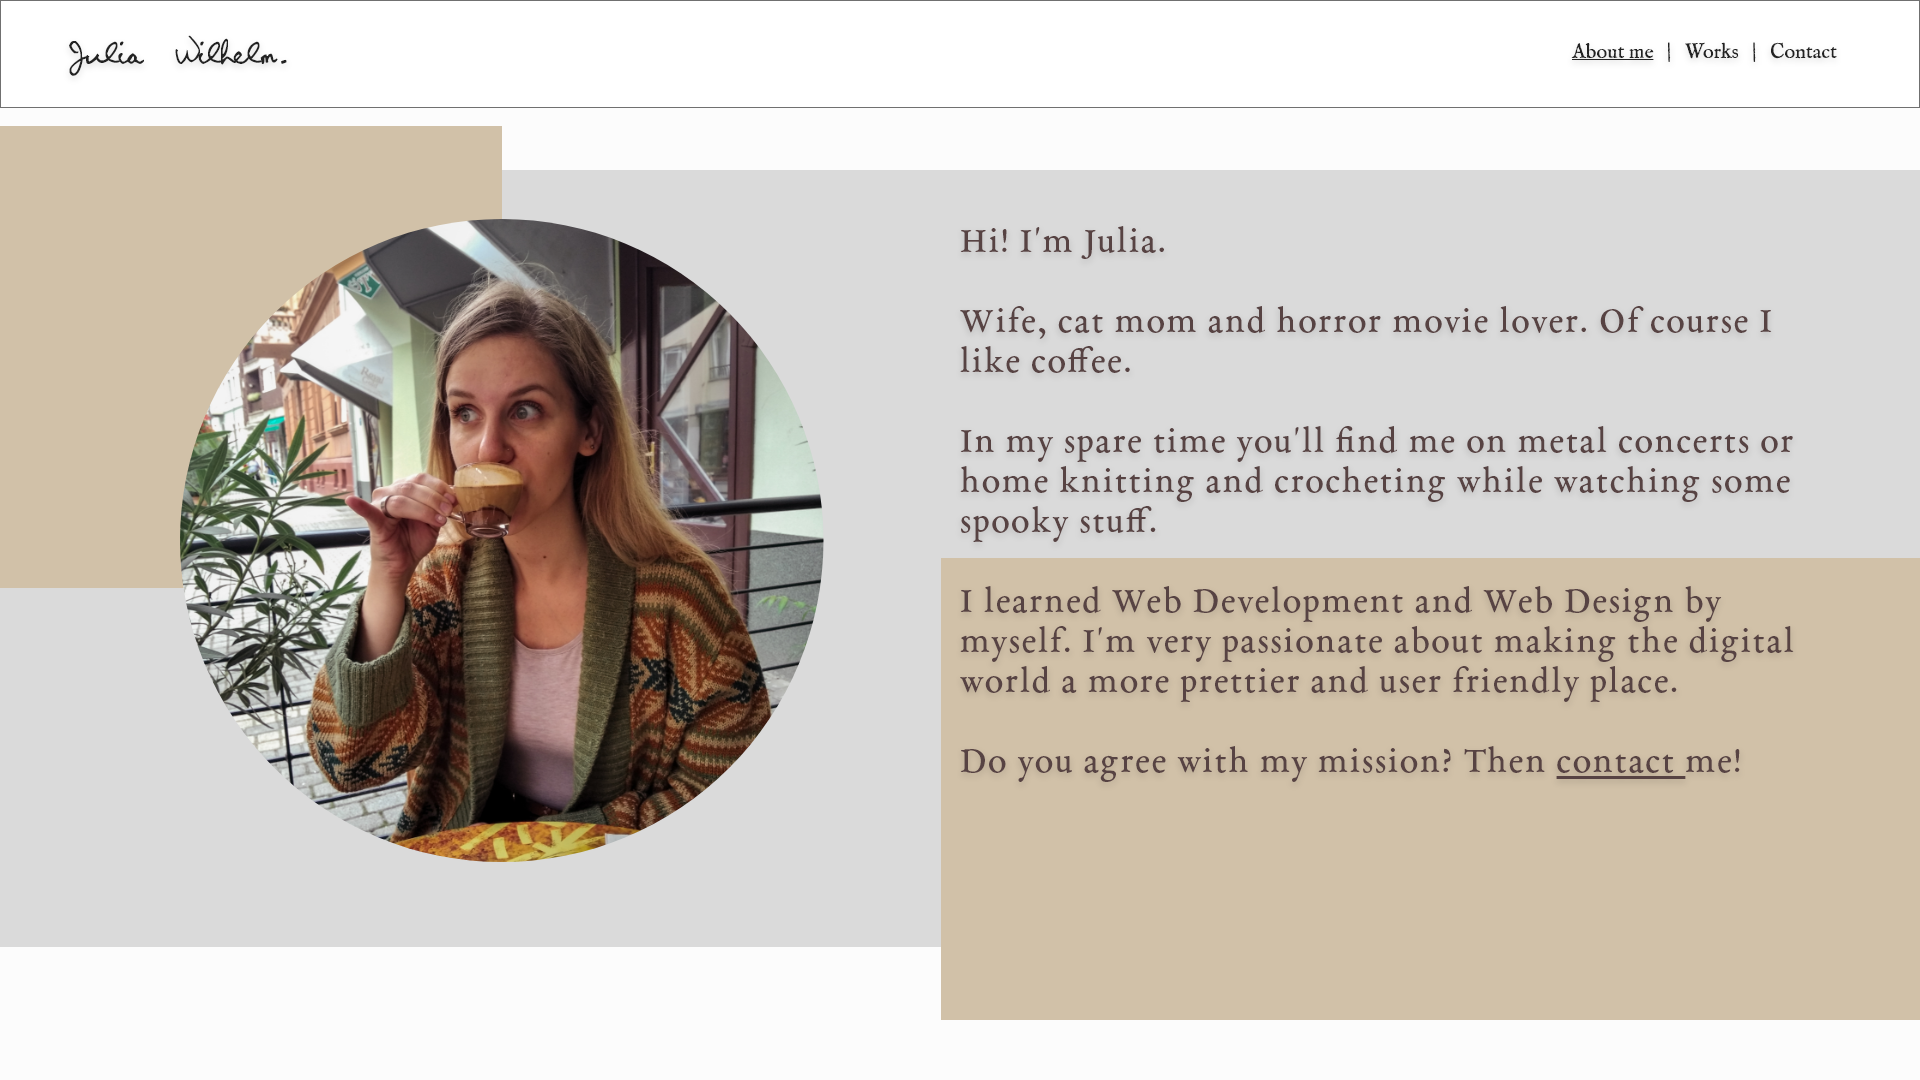 Julia Wilhelm.
About me | Works | Contact
Hi! I'm Julia.
Wife, cat mom and horror movie lover. Of course I
like coffee.
In my spare time you'll find me on metal concerts or
home knitting and crocheting while watching some
spooky stuff.
I learned Web Development and Web Design by
myself. I'm very passionate about making the digital
world a more prettier and user friendly place.
Do you agree with my mission? Then contact me!